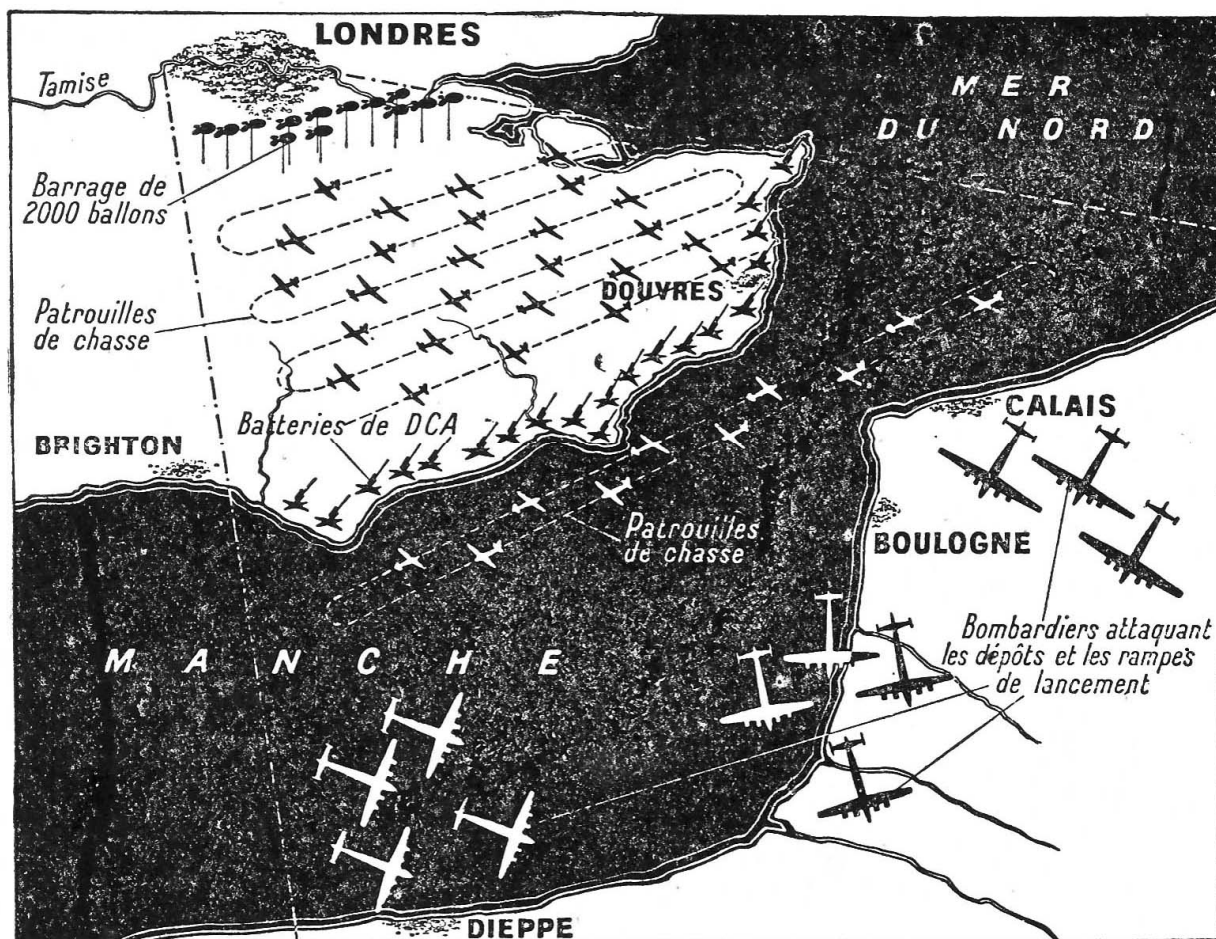 LONDRES
Tamise
MER
DU NORD
Barrage de
2000 ballons
Patrouilles
de chasse
DOUVRES
CALAIS
Batteries de DCA
BRIGHTON
Patrouilles
de chasse
BOULOGNE
Bombardiers attaquant
les dépôts et les rampes
de lancement
MANCHE
DIEPPE